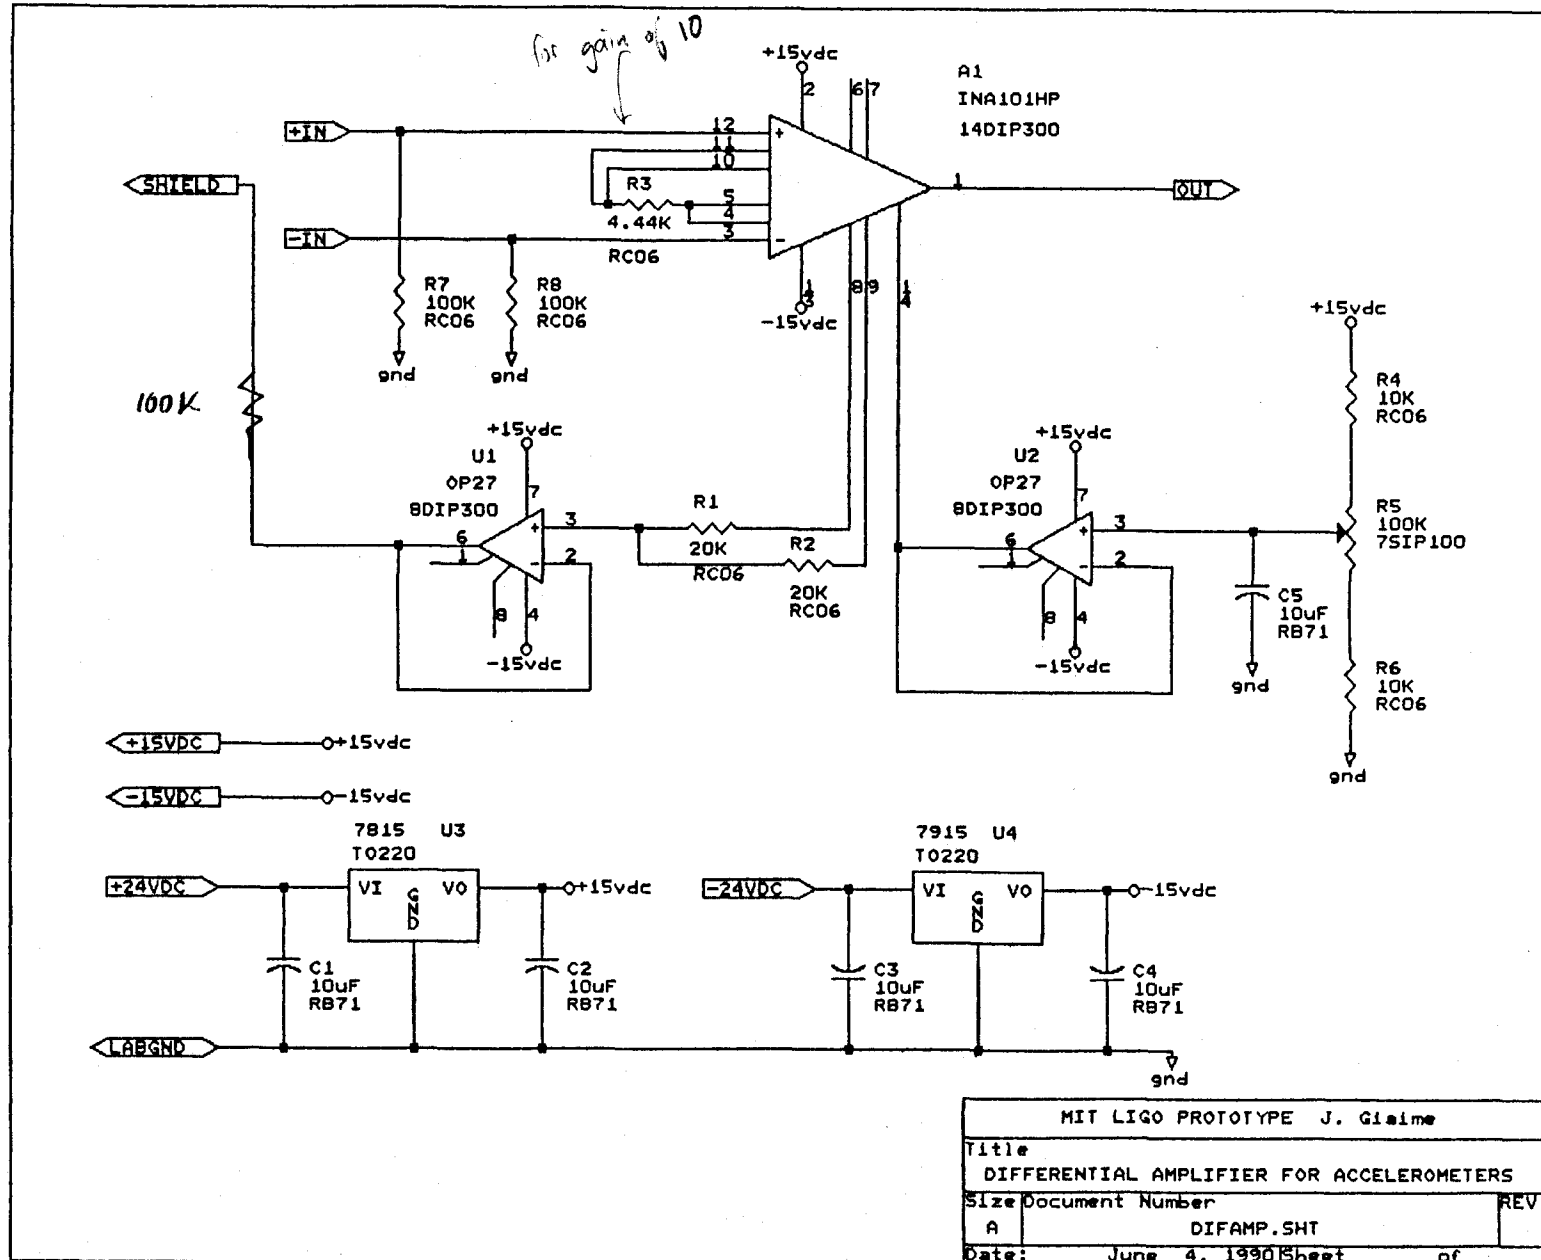 for gain of 10
+15vdc
2
6 7
A1
INA101HP
14DIP300
+IN
12
+
11
10
SHIELD
R3
5
4
4.44K
3
-
-IN
RC06
1
OUT
R7
100K
RC06
R8
100K
RC06
13
-15vdc
8 9
14
gnd
gnd
+15vdc
R4
10K
RC06
100K
+15vdc
U1
OP27
8DIP300
7
3
+
6
1
2
-
8
4
-15vdc
R1
20K
RC06
R2
20K
RC06
+15vdc
U2
OP27
8DIP300
7
3
+
6
1
2
-
8
4
-15vdc
R5
100K
7SIP100
C5
10uF
RB71
gnd
R6
10K
RC06
gnd
+15VDC
+15vdc
-15VDC
-15vdc
7815 U3
TO220
+24VDC
VI GND VO
+15vdc
C1
10uF
RB71
C2
10uF
RB71
7915 U4
TO220
-24VDC
VI GND VO
-15vdc
C3
10uF
RB71
C4
10uF
RB71
LABGND
gnd
MIT LIGO PROTOTYPE J. Giaime
Title
DIFFERENTIAL AMPLIFIER FOR ACCELEROMETERS
Size Document Number REV
A DIFAMP.SHT
Date: June 4, 1990 Sheet of